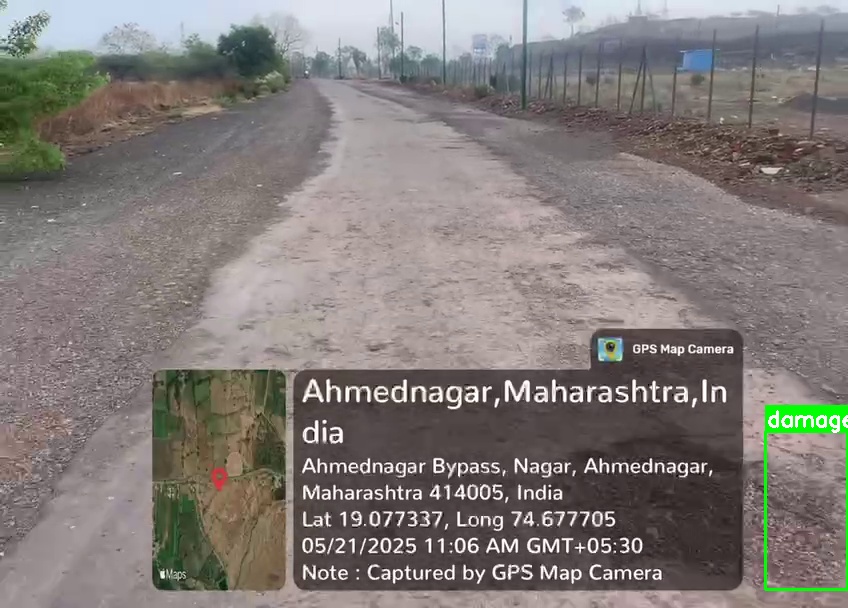 GPS Map Camera
Ahmednagar,Maharashtra,In
dia
Ahmednagar Bypass, Nagar, Ahmednagar,
Maharashtra 414005, India
Lat 19.077337, Long 74.677705
05/21/2025 11:06 AM GMT+05:30
Note : Captured by GPS Map Camera
Maps
damage